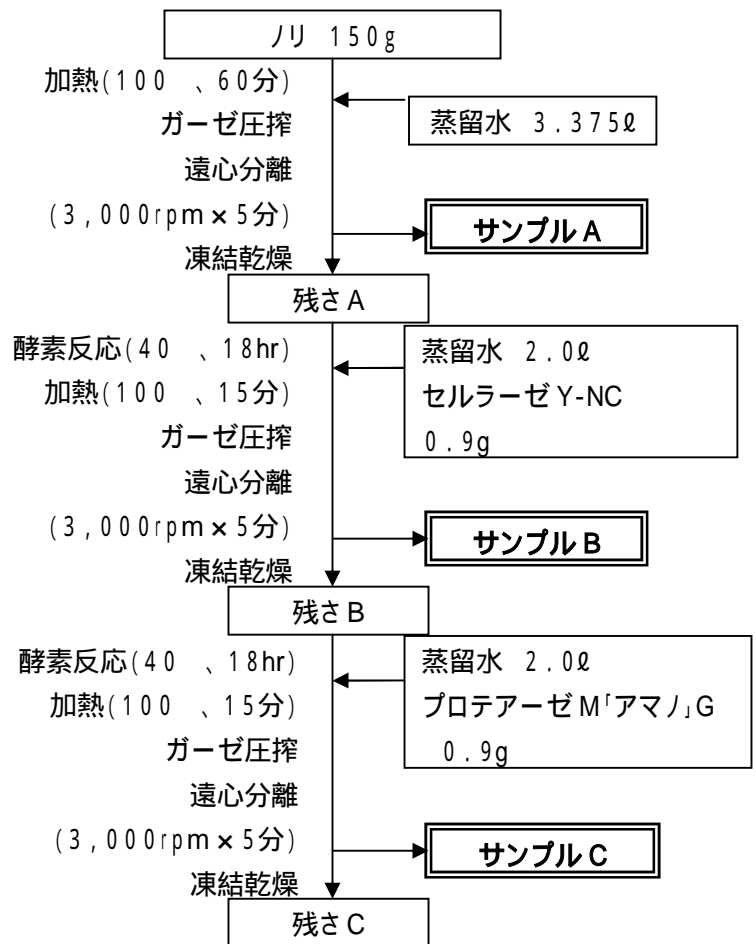 ノリ 150g
加熱(100 、60分)
蒸留水 3.375ℓ
ガーゼ圧搾
遠心分離
(3,000rpm×5分)
サンプルA
凍結乾燥
残さA
酵素反応(40 、18hr)
蒸留水 2.0ℓ
加熱(100 、15分)
セルラーゼY-NC
ガーゼ圧搾
0.9g
遠心分離
(3,000rpm×5分)
サンプルB
凍結乾燥
残さB
酵素反応(40 、18hr)
蒸留水 2.0ℓ
加熱(100 、15分)
プロテアーゼM｢アマノ｣G
ガーゼ圧搾
0.9g
遠心分離
(3,000rpm×5分)
サンプルC
凍結乾燥
残さC